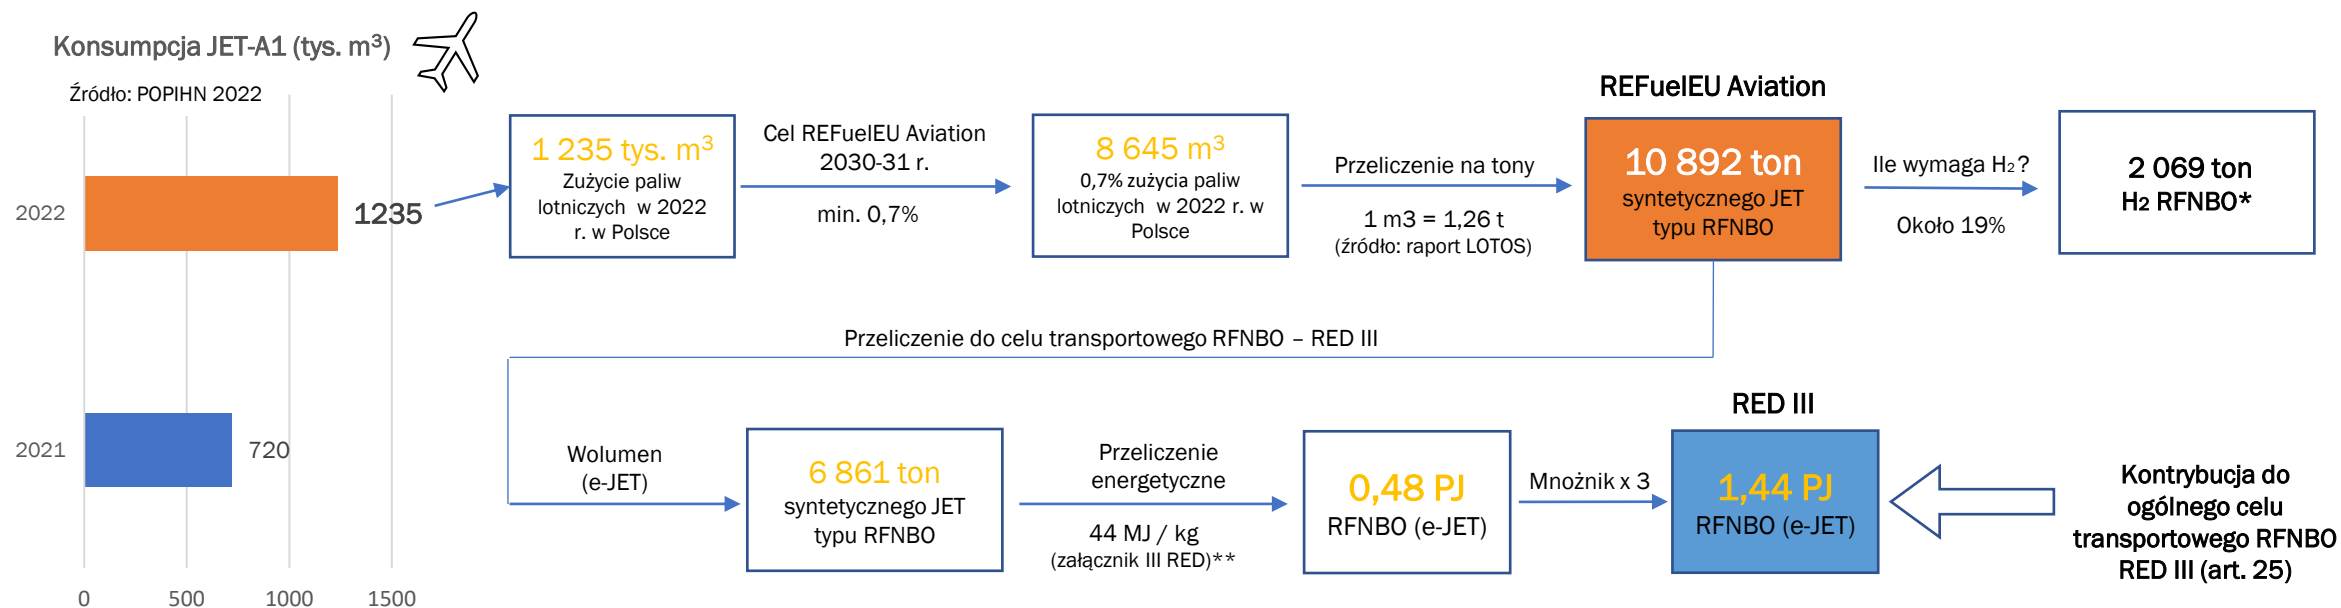 Konsumpcja JET-A1 (tys. m³)
Źródło: POPIHN 2022
2022
1235
2021
720
0
500
1000
1500
1 235 tys. m³
Zużycie paliw
lotniczych w 2022
r. w Polsce
Cel REFuelEU Aviation
2030-31 r.
min. 0,7%
8 645 m³
0,7% zużycia paliw
lotniczych w 2022 r. w
Polsce
Przeliczenie na tony
1 m3 = 1,26 t
(źródło: raport LOTOS)
REFuelEU Aviation
10 892 ton
syntetycznego JET
typu RFNBO
Ile wymaga H₂?
Około 19%
2 069 ton
H₂ RFNBO*
Przeliczenie do celu transportowego RFNBO – RED III
Wolumen
(e-JET)
6 861 ton
syntetycznego JET
typu RFNBO
Przeliczenie
energetyczne
44 MJ / kg
(załącznik III RED)**
0,48 PJ
RFNBO (e-JET)
Mnożnik x 3
RED III
1,44 PJ
RFNBO (e-JET)
Kontrybucja do
ogólnego celu
transportowego RFNBO
RED III (art. 25)